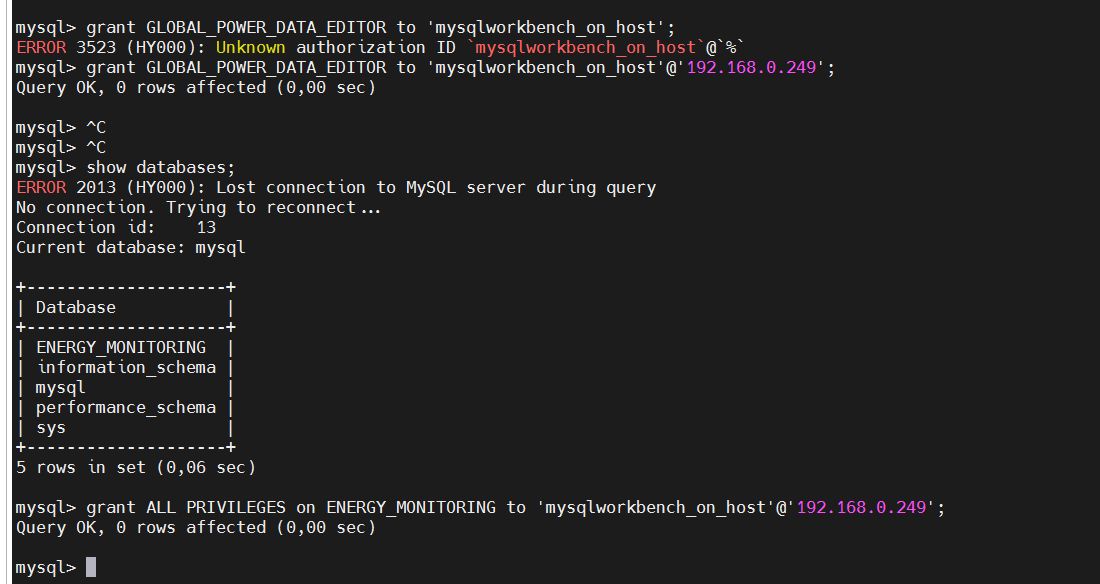 mysql> grant GLOBAL_POWER_DATA_EDITOR to 'mysqlworkbench_on_host';
ERROR 3523 (HY000): Unknown authorization ID `mysqlworkbench_on_host`@`%`
mysql> grant GLOBAL_POWER_DATA_EDITOR to 'mysqlworkbench_on_host'@'192.168.0.249';
Query OK, 0 rows affected (0,00 sec)

mysql> ^C
mysql> ^C
mysql> show databases;
ERROR 2013 (HY000): Lost connection to MySQL server during query
No connection. Trying to reconnect...
Connection id:    13
Current database: mysql

+--------------------+
| Database           |
+--------------------+
| ENERGY_MONITORING  |
| information_schema |
| mysql              |
| performance_schema |
| sys                |
+--------------------+
5 rows in set (0,06 sec)

mysql> grant ALL PRIVILEGES on ENERGY_MONITORING to 'mysqlworkbench_on_host'@'192.168.0.249';
Query OK, 0 rows affected (0,00 sec)

mysql>